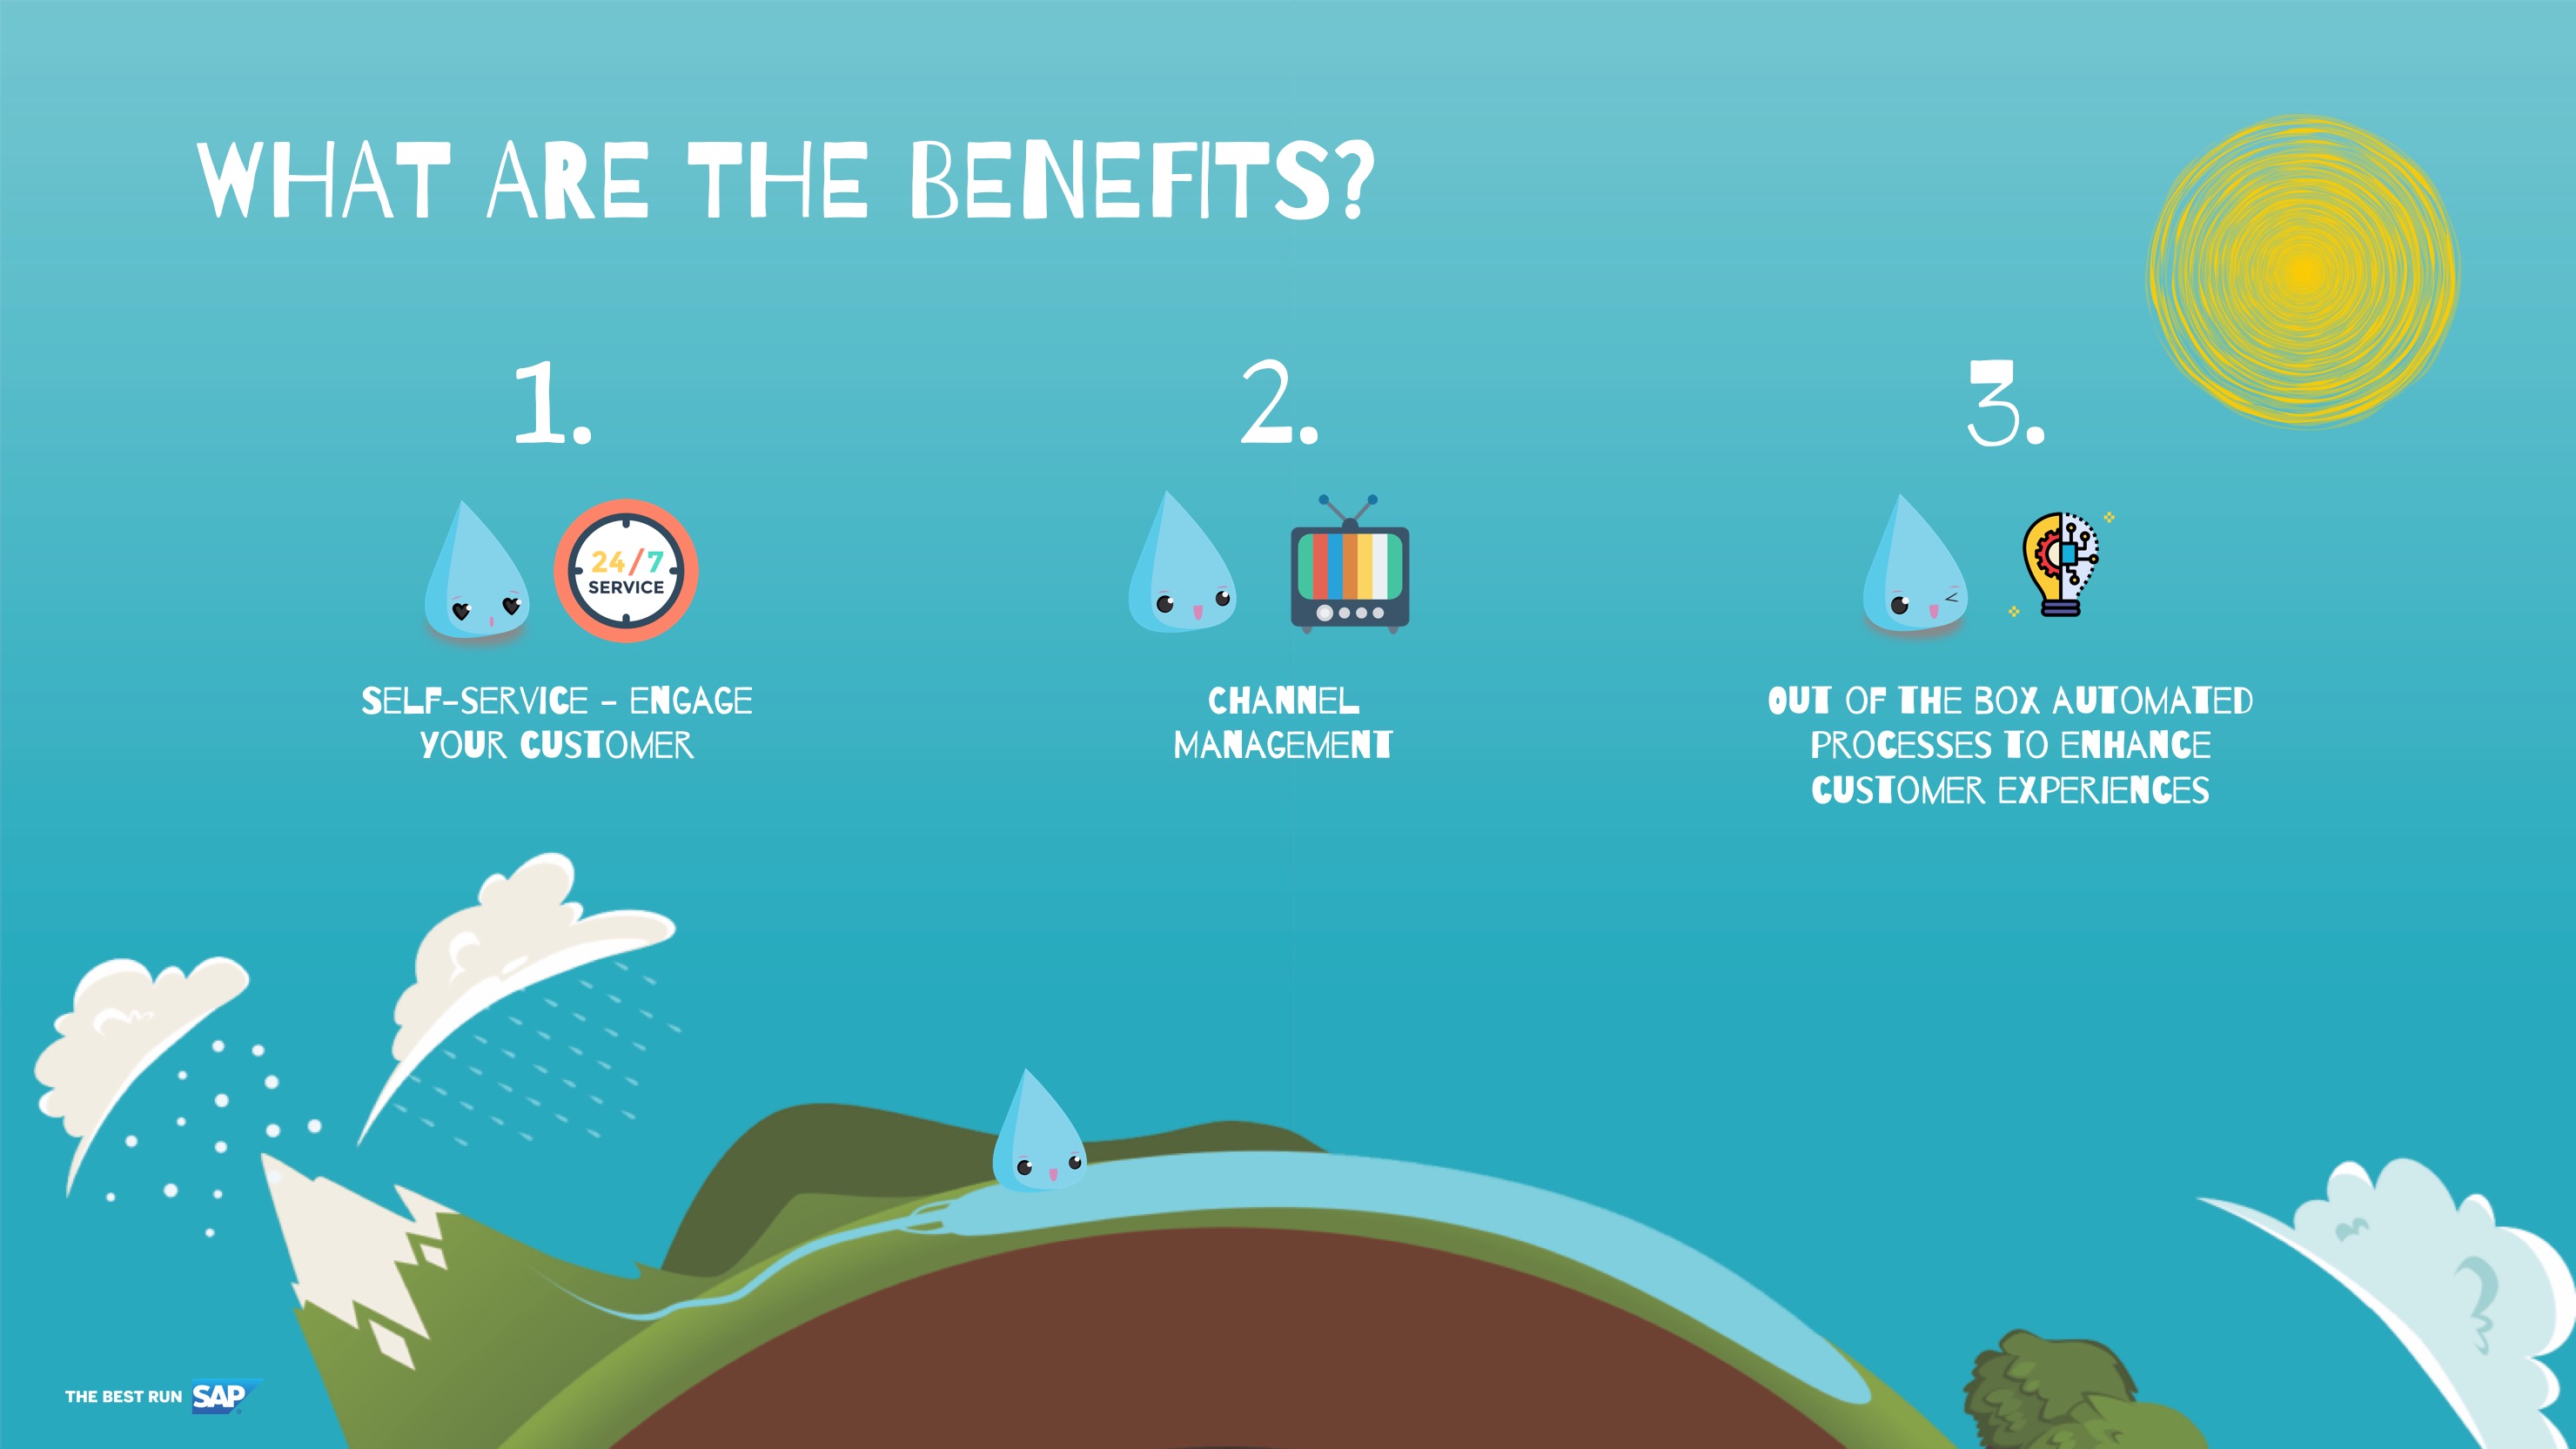 WHAT ARE THE BENEFITS?
1.
24/7
SERVICE
SELF-SERVICE - ENGAGE
YOUR CUSTOMER
2.
CHANNEL
MANAGEMENT
3.
OUT OF THE BOX AUTOMATED
PROCESSES TO ENHANCE
CUSTOMER EXPERIENCES
THE BEST RUN SAP